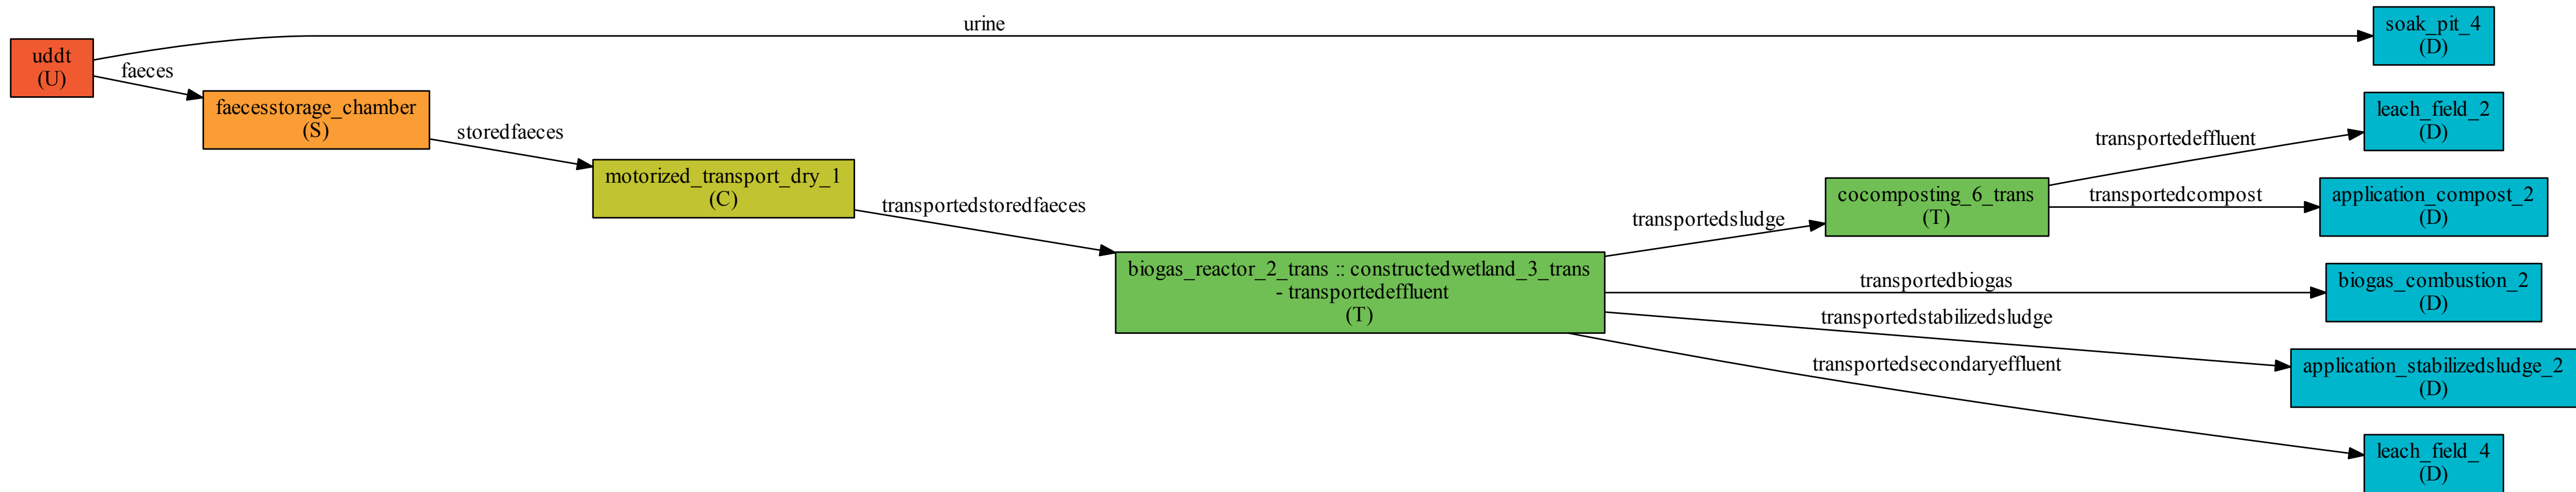 uddt
(U)
urine
faeces
faecesstorage_chamber
(S)
storedfaeces
motorized_transport_dry_1
(C)
transportedstoredfaeces
biogas_reactor_2_trans :: constructedwetland_3_trans
- transportedeffluent
(T)
transportedsludge
cocomposting_6_trans
(T)
transportedeffluent
transportedcompost
transportedbiogas
transportedstabilizedsludge
transportedsecondaryeffluent
soak_pit_4
(D)
leach_field_2
(D)
application_compost_2
(D)
biogas_combustion_2
(D)
application_stabilizedsludge_2
(D)
leach_field_4
(D)